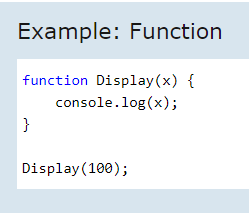 Example: Function
function Display(x) {
    console.log(x);
}
Display(100);